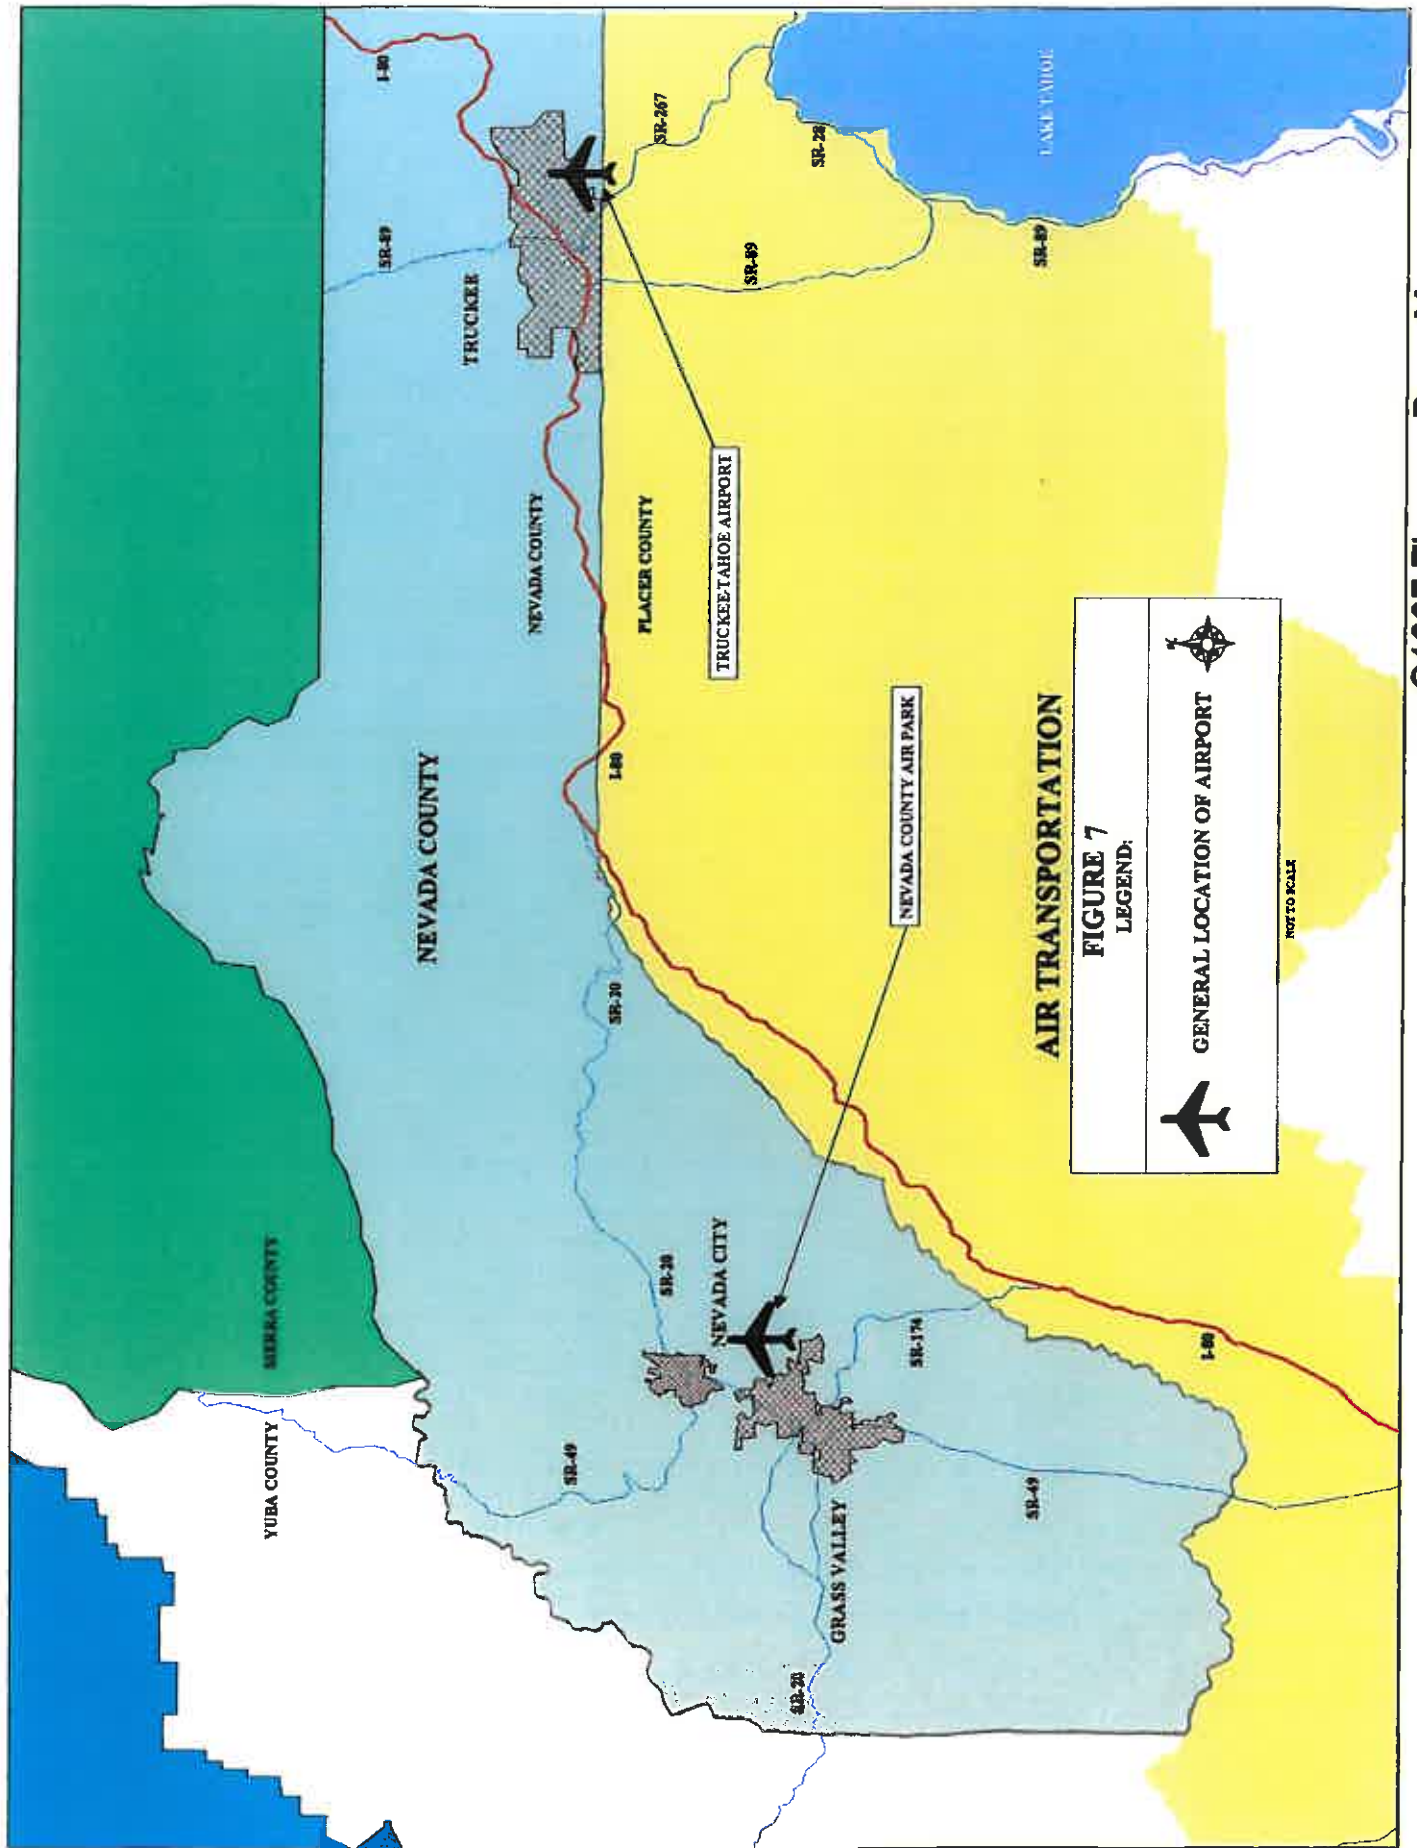 YUBA COUNTY
SIERRA COUNTY
NEVADA COUNTY
I-80
SR-89
TRUCKEE
NEVADA COUNTY
PLACER COUNTY
I-80
SR-267
SR-28
SR-89
LAKE TAHOE
SR-89
TRUCKEE-TAHOE AIRPORT
SR-49
SR-20
SR-20
NEVADA CITY
NEVADA COUNTY AIR PARK
GRASS VALLEY
SR-20
SR-174
SR-49
I-80
AIR TRANSPORTATION
FIGURE 7
LEGEND:
GENERAL LOCATION OF AIRPORT
NOT TO SCALE